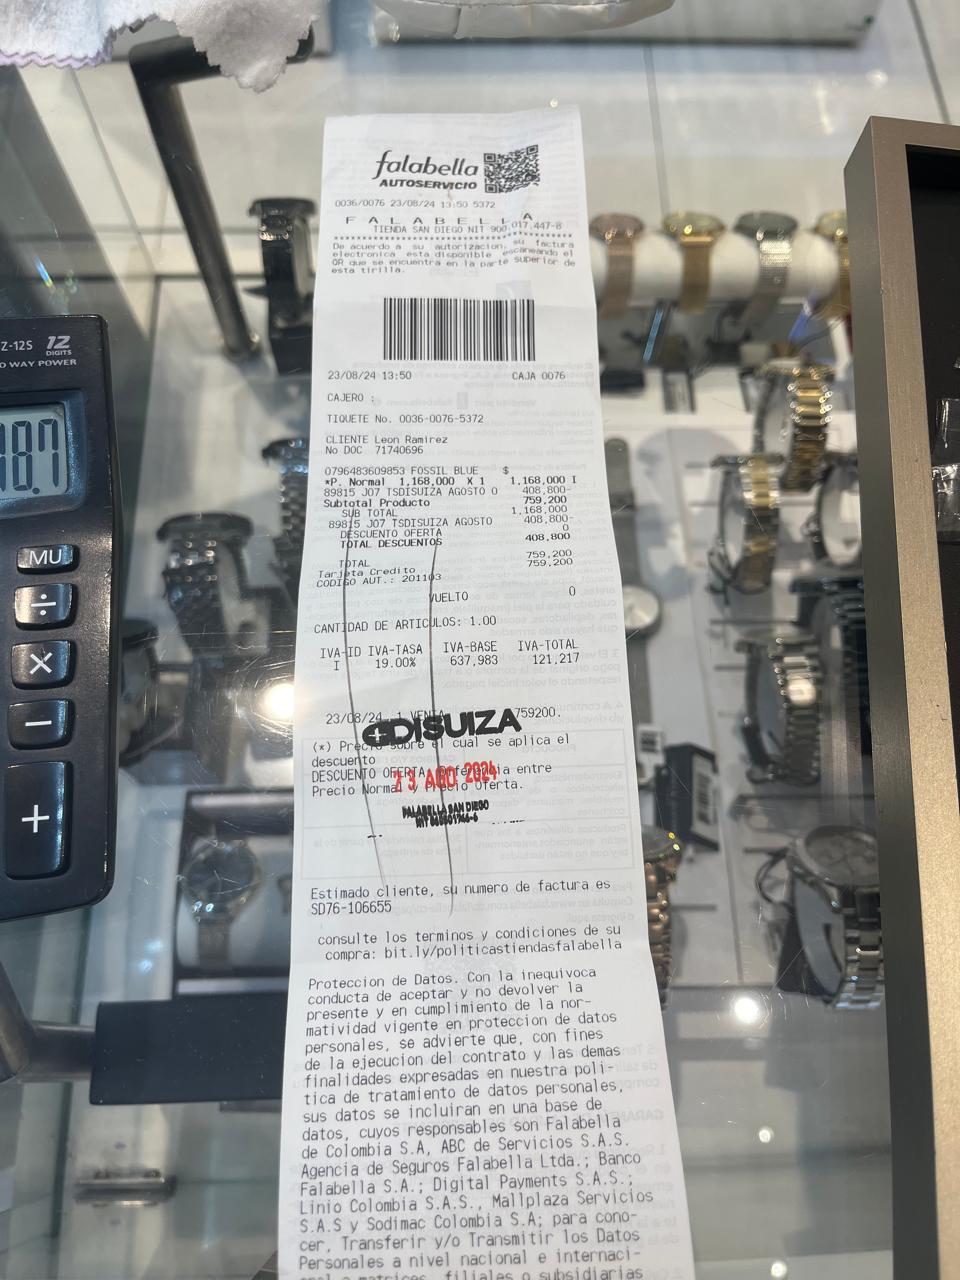 falabella
AUTOSERVICIO
0036/0076 23/08/24 13:50 5372
F A L A B E L L A
TIENDA SAN DIEGO NIT 900.017.447-8
De acuerdo a su autorizacion, su factura
electronica esta disponible escaneando el
QR que se encuentra en la parte superior de
esta tirilla.
23/08/24 13:50 CAJA 0076
CAJERO :
TIQUETE No. 0036-0076-5372
CLIENTE Leon Ramirez
No DOC 71740696
0796483609853 FOSSIL BLUE $
*P. Normal 1,168,000 X 1 1,168,000 I
89815 J07 TSDISUIZA AGOSTO 0 408,800-
Subtotal Producto 759,200
SUB TOTAL 1,168,000
89815 J07 TSDISUIZA AGOSTO 408,800-
DESCUENTO OFERTA 0
TOTAL DESCUENTOS 408,800
TOTAL 759,200
Tarjeta Credito 759,200
CODIGO AUT.: 201103
VUELTO 0
CANTIDAD DE ARTICULOS: 1.00
IVA-ID IVA-TASA IVA-BASE IVA-TOTAL
I 19.00% 637,983 121,217
23/08/24 1 VENTA 759200.
DISUIZA
(*) Precio sobre el cual se aplica el
descuento
DESCUENTO OFERTA Diferencia entre
23 AGO 2024
Precio Normal y Precio Oferta.
FALABELLA SAN DIEGO
Estimado cliente, su numero de factura es
SD76-106655
consulte los terminos y condiciones de su
compra: bit.ly/politicastiendasfalabella
Proteccion de Datos. Con la inequivoca
conducta de aceptar y no devolver la
presente y en cumplimiento de la nor-
matividad vigente en proteccion de datos
personales, se advierte que, con fines
de la ejecucion del contrato y las demas
finalidades expresadas en nuestra poli-
tica de tratamiento de datos personales,
sus datos se incluiran en una base de
datos, cuyos responsables son Falabella
de Colombia S.A, ABC de Servicios S.A.S.
Agencia de Seguros Falabella Ltda.; Banco
Falabella S.A.; Digital Payments S.A.S.;
Linio Colombia S.A.S., Mallplaza Servicios
S.A.S y Sodimac Colombia S.A; para cono-
cer, Transferir y/o Transmitir los Datos
Personales a nivel nacional e internaci-
onal a matrices, filiales o subsidiarias
Z-12S 12
DIGITS
WAY POWER
MU
÷
×
−
+